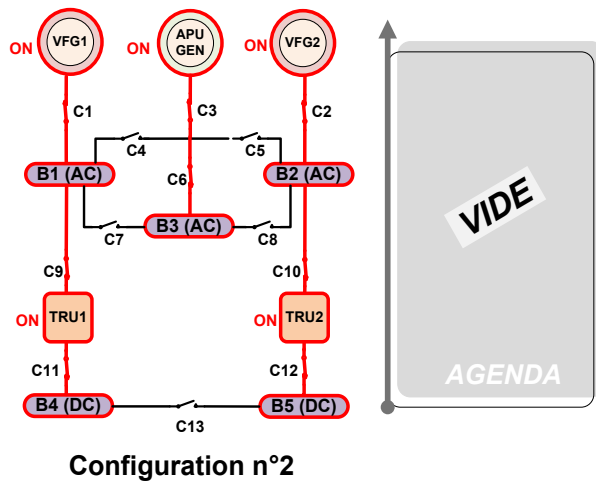 ON
VFG1
ON
APU
GEN
ON
VFG2
C1
C3
C2
C4
C5
B1 (AC)
C6
B2 (AC)
B3 (AC)
C7
C8
C9
C10
ON
TRU1
ON
TRU2
C11
C12
B4 (DC)
B5 (DC)
C13
Configuration n°2
VIDE
AGENDA